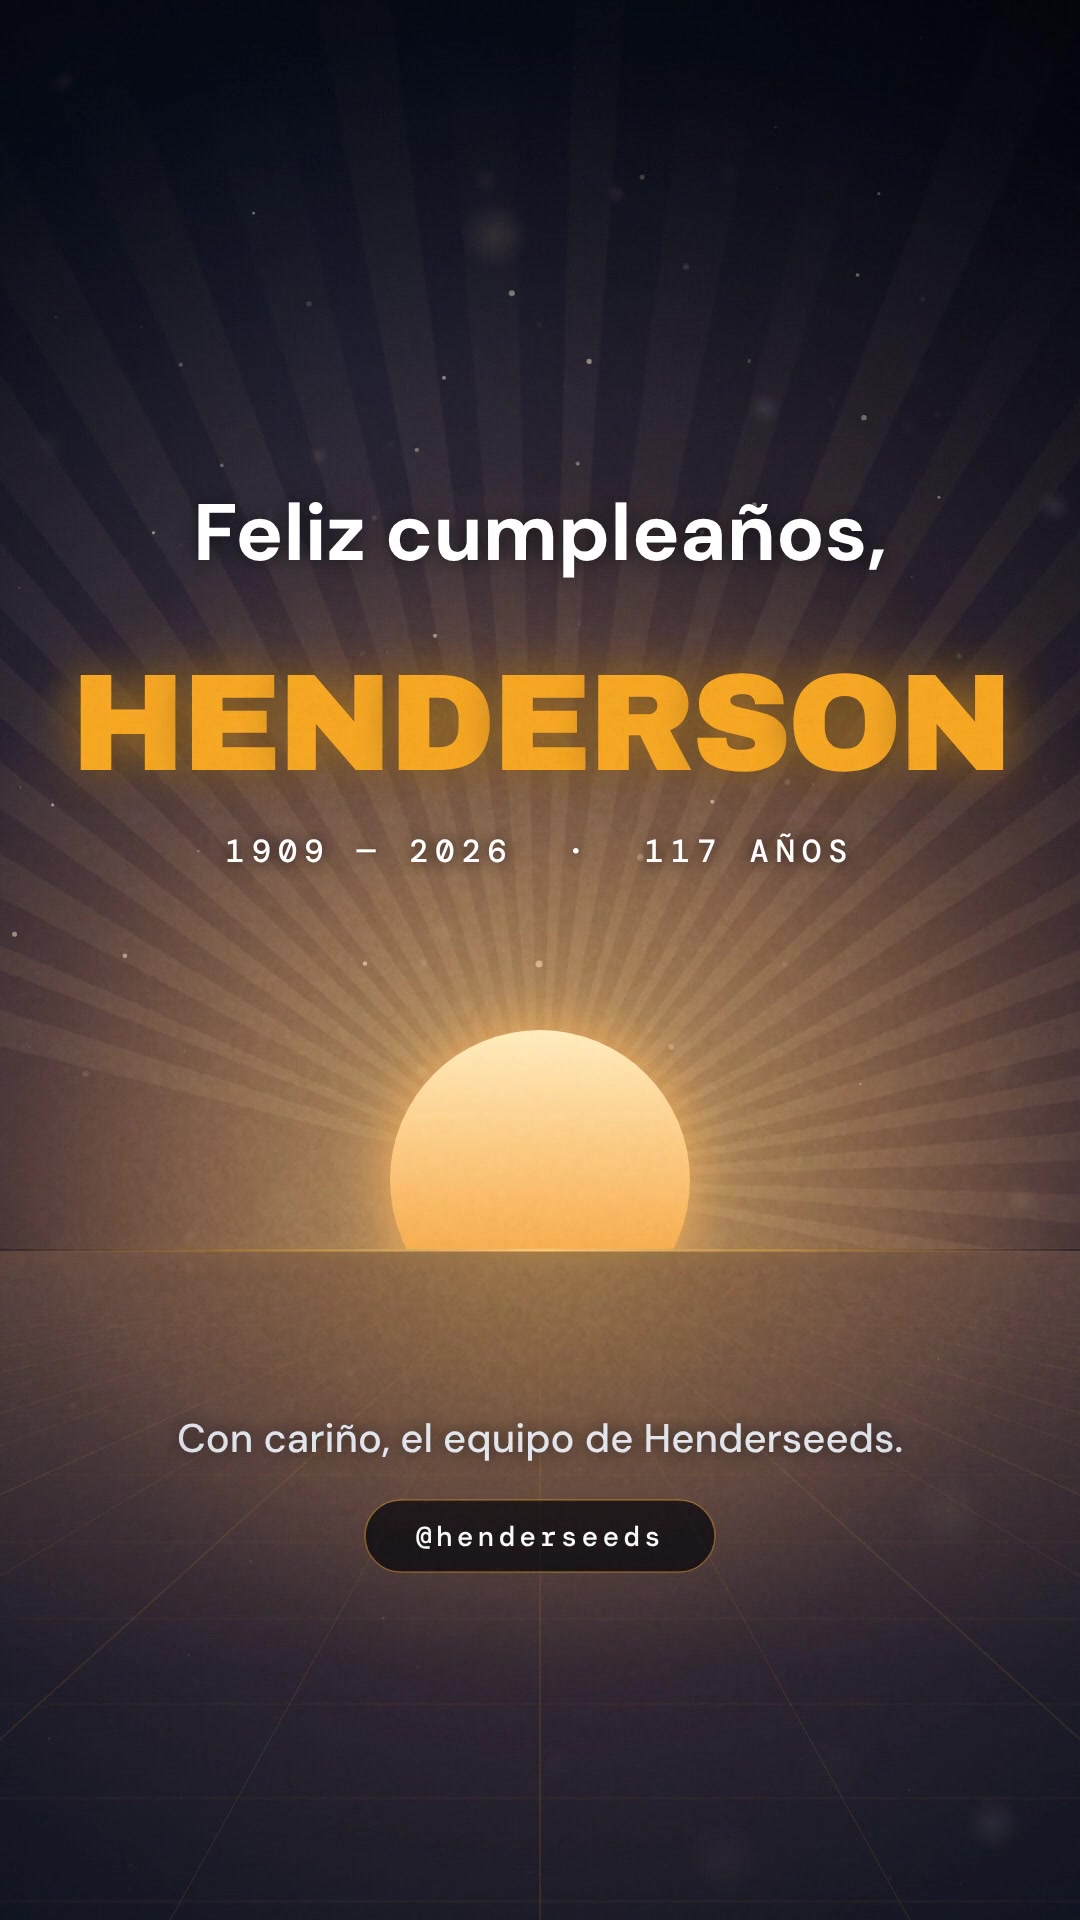 Feliz cumpleaños,
HENDERSON
1909 — 2026 · 117 AÑOS
Con cariño, el equipo de Henderseeds.
@henderseeds